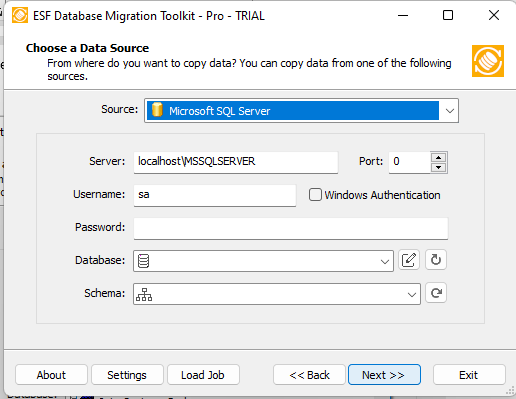 ESF Database Migration Toolkit - Pro - TRIAL
Choose a Data Source
From where do you want to copy data? You can copy data from one of the following
sources.
Source: Microsoft SQL Server
Server: localhost\MSSQLSERVER Port: 0
Username: sa Windows Authentication
Password:
Database:
Schema:
About Settings Load Job << Back Next >> Exit